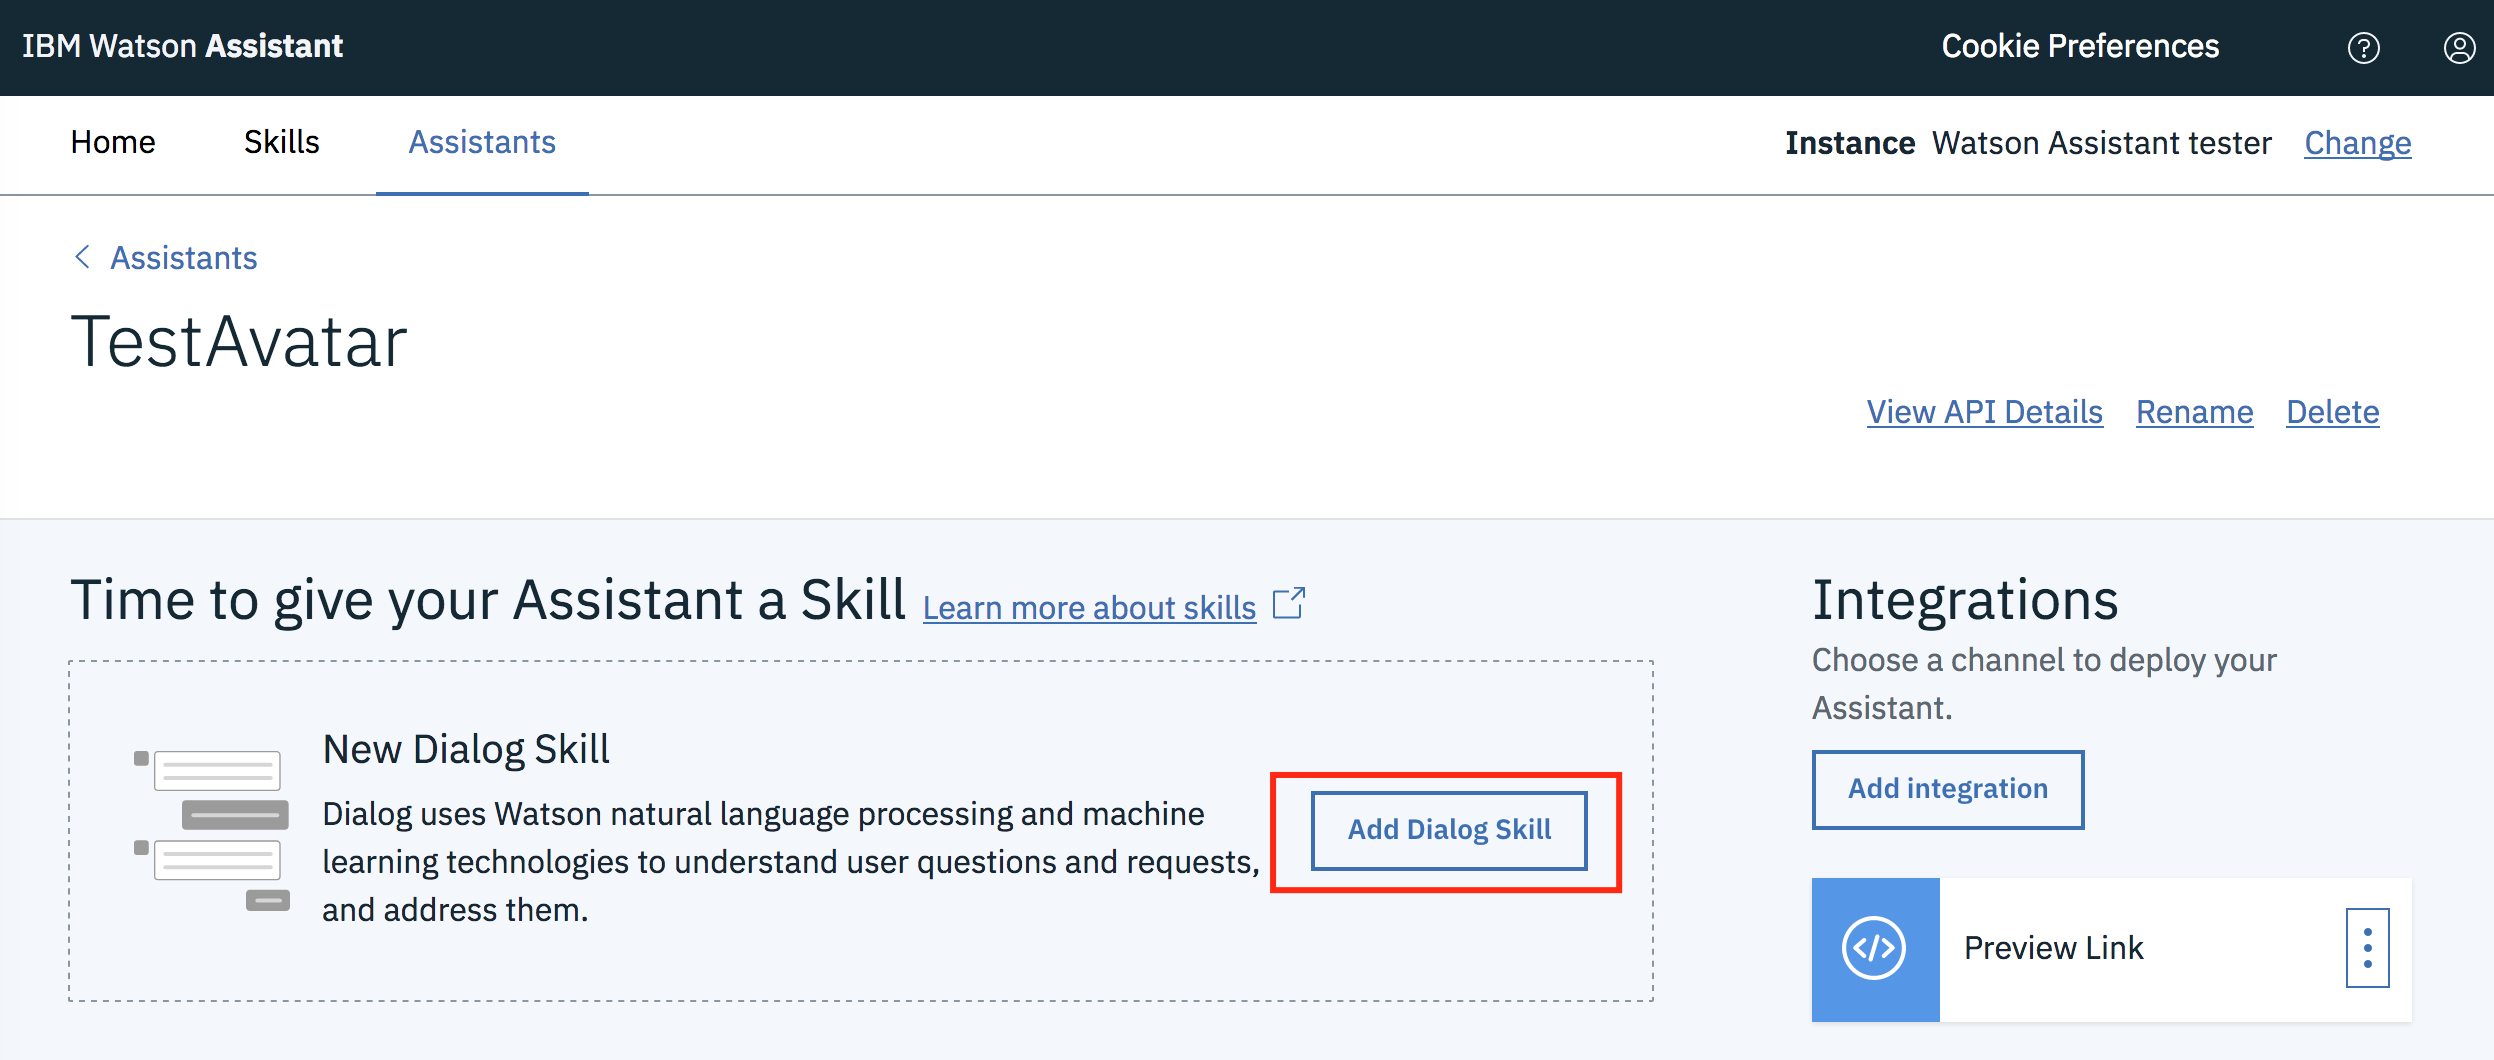 IBM Watson Assistant
Cookie Preferences
Home
Skills
Assistants
Instance Watson Assistant tester Change
Assistants
TestAvatar
View API Details
Rename
Delete
Time to give your Assistant a Skill
Learn more about skills
New Dialog Skill
Dialog uses Watson natural language processing and machine
learning technologies to understand user questions and requests,
and address them.
Add Dialog Skill
Integrations
Choose a channel to deploy your
Assistant.
Add integration
Preview Link